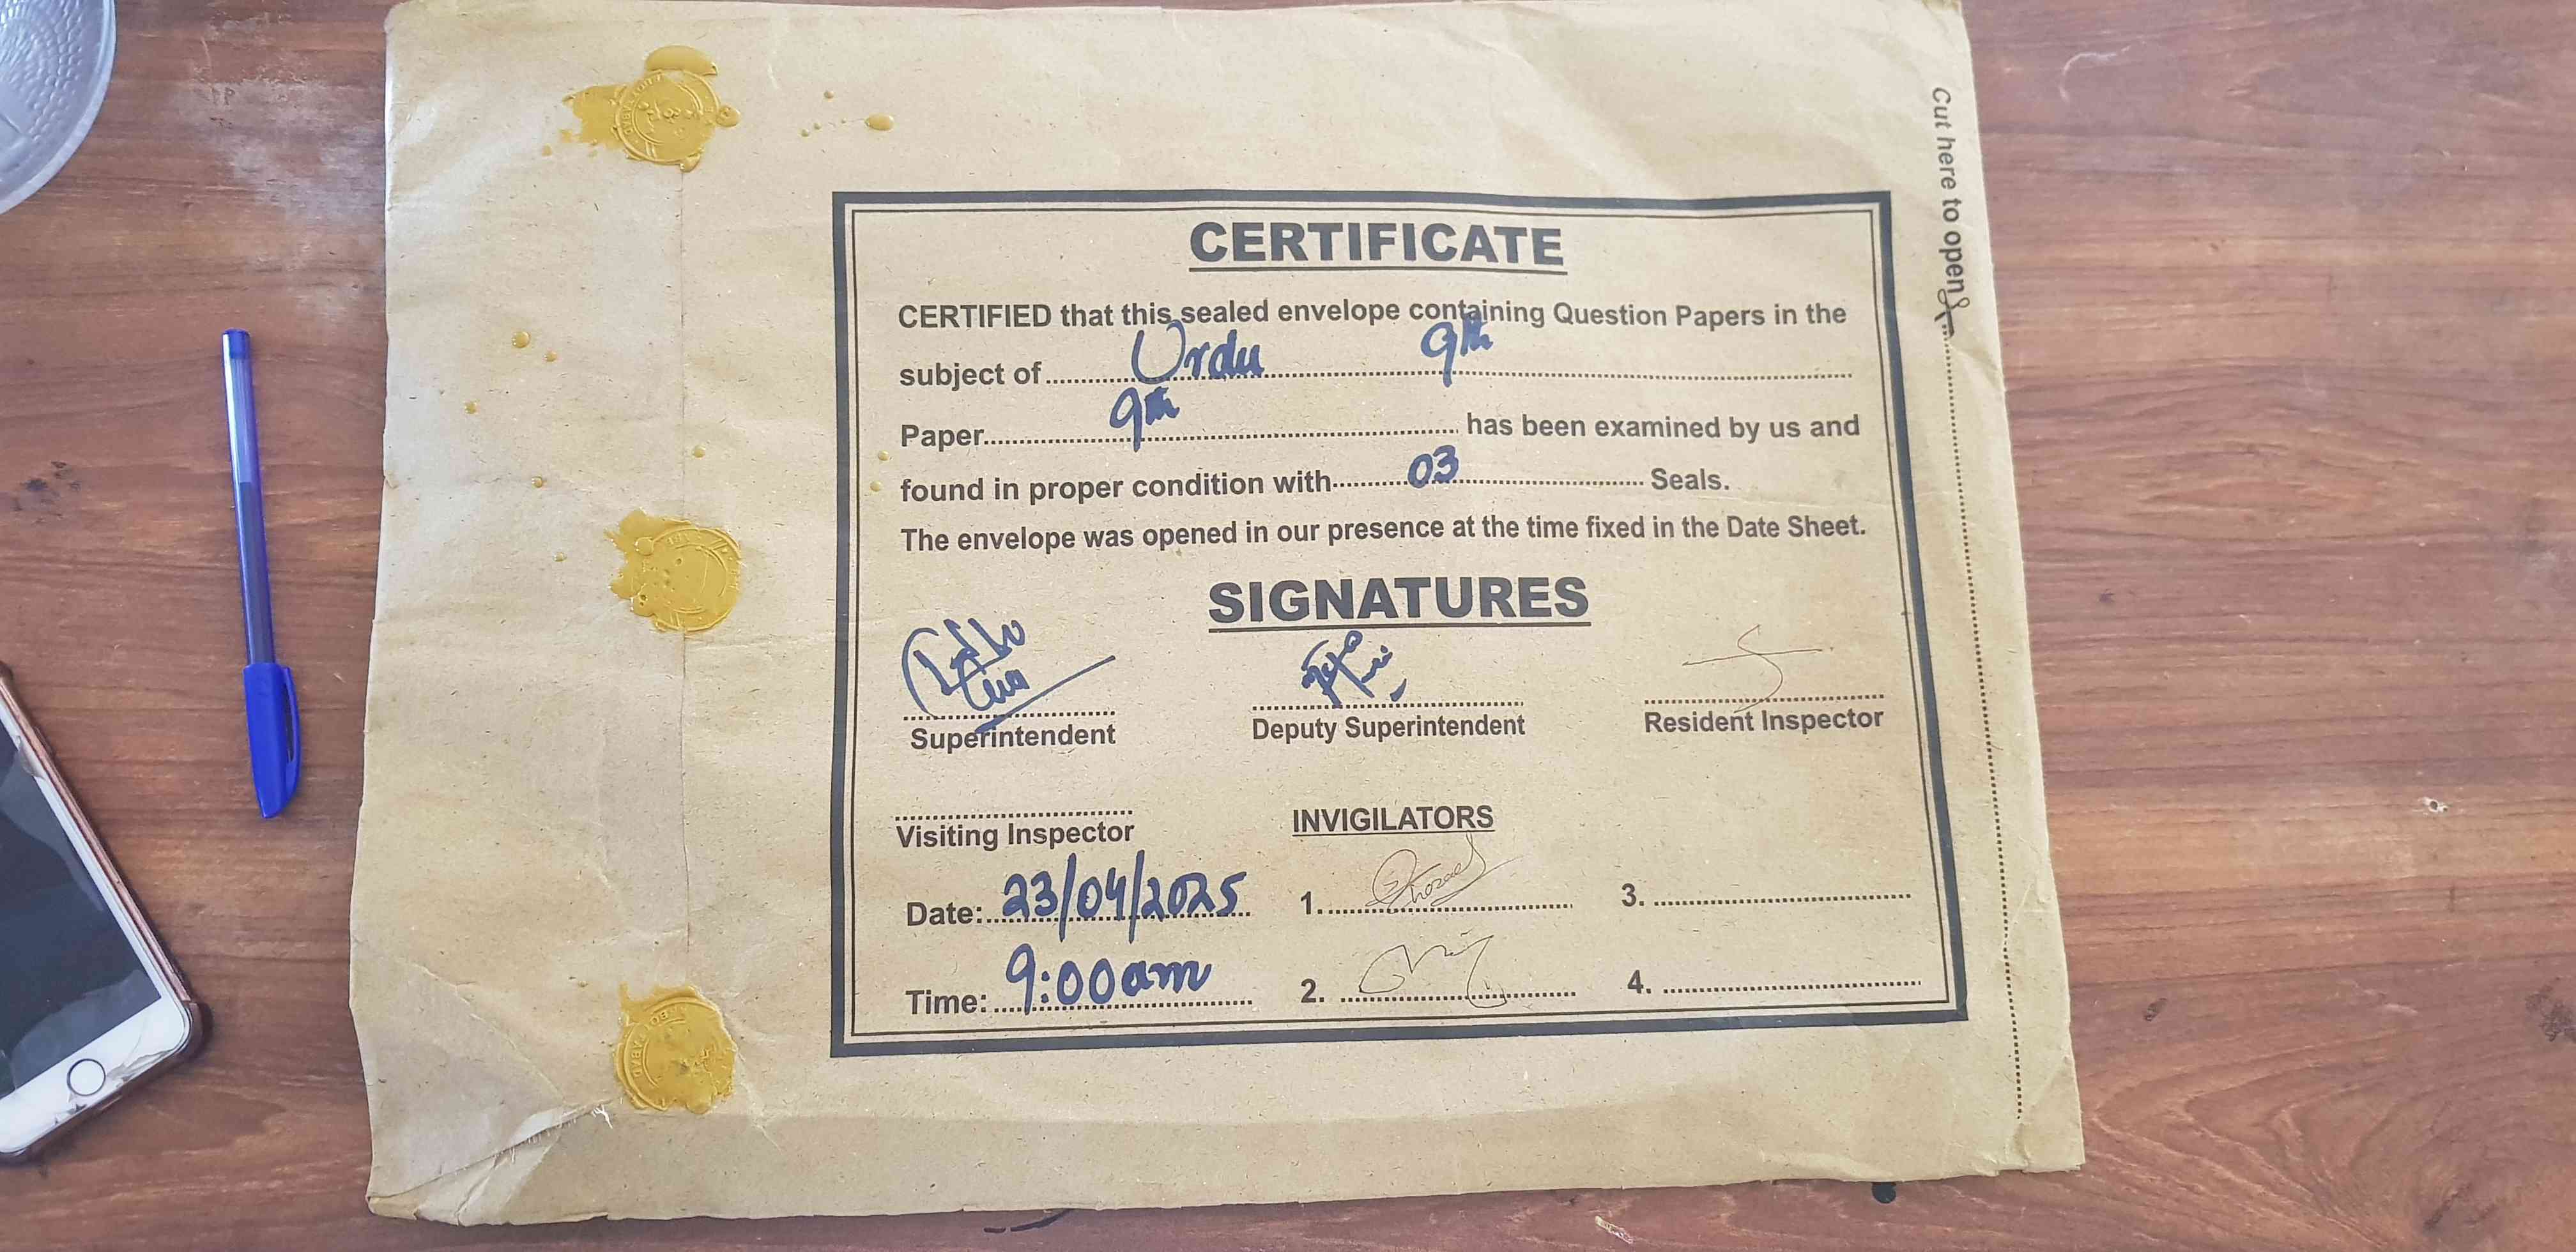 Cut here to open
CERTIFICATE
CERTIFIED that this sealed envelope containing Question Papers in the
subject of Urdu 9th
Paper 9th has been examined by us and
found in proper condition with 03 Seals.
The envelope was opened in our presence at the time fixed in the Date Sheet.
SIGNATURES
Superintendent Deputy Superintendent Resident Inspector
Visiting Inspector INVIGILATORS
Date: 23/04/2025 1. 3.
Time: 9:00am 2. 4.